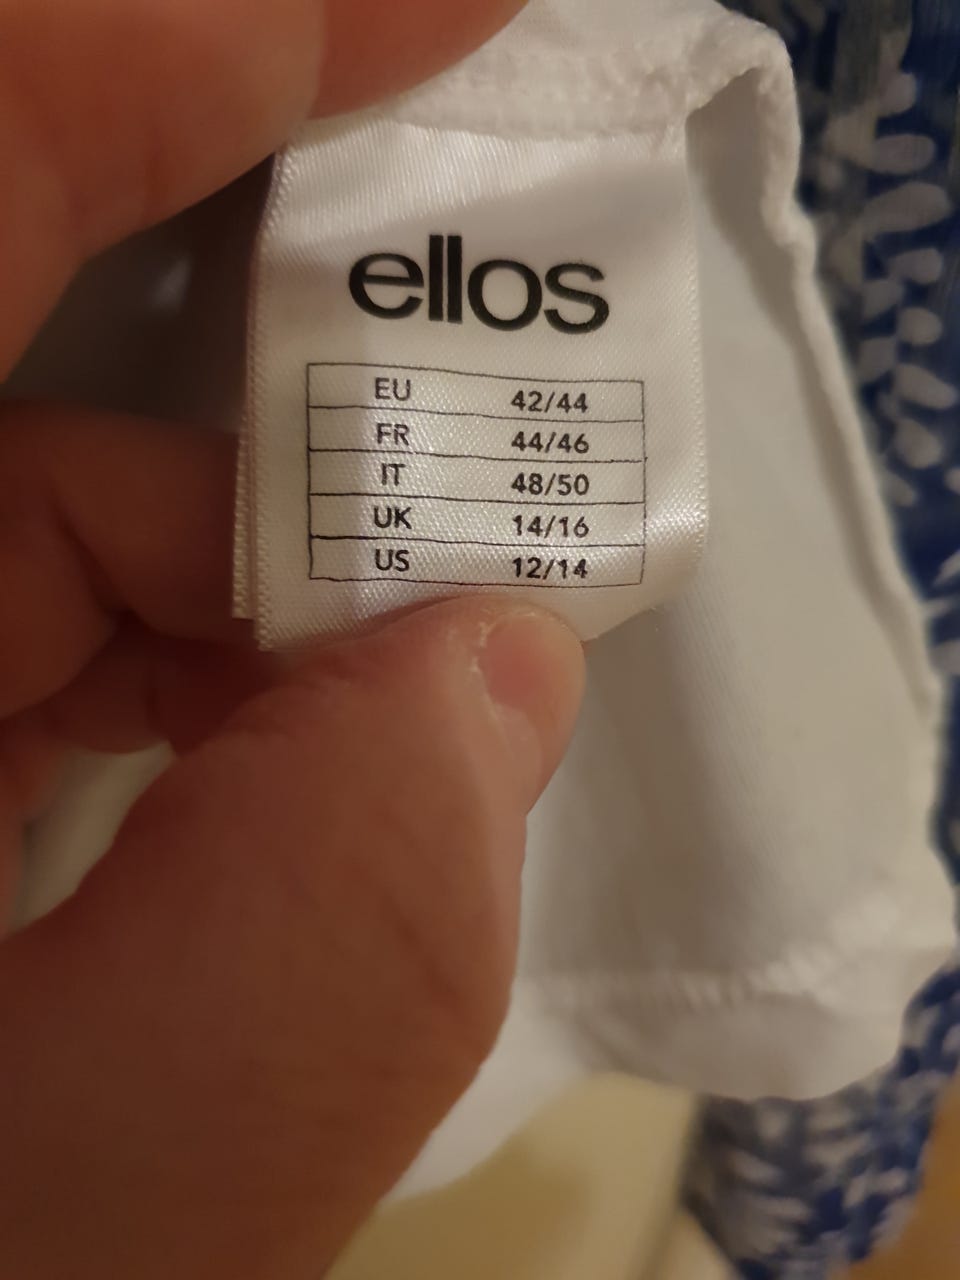 ellos
EU 42/44
FR 44/46
IT 48/50
UK 14/16
US 12/14